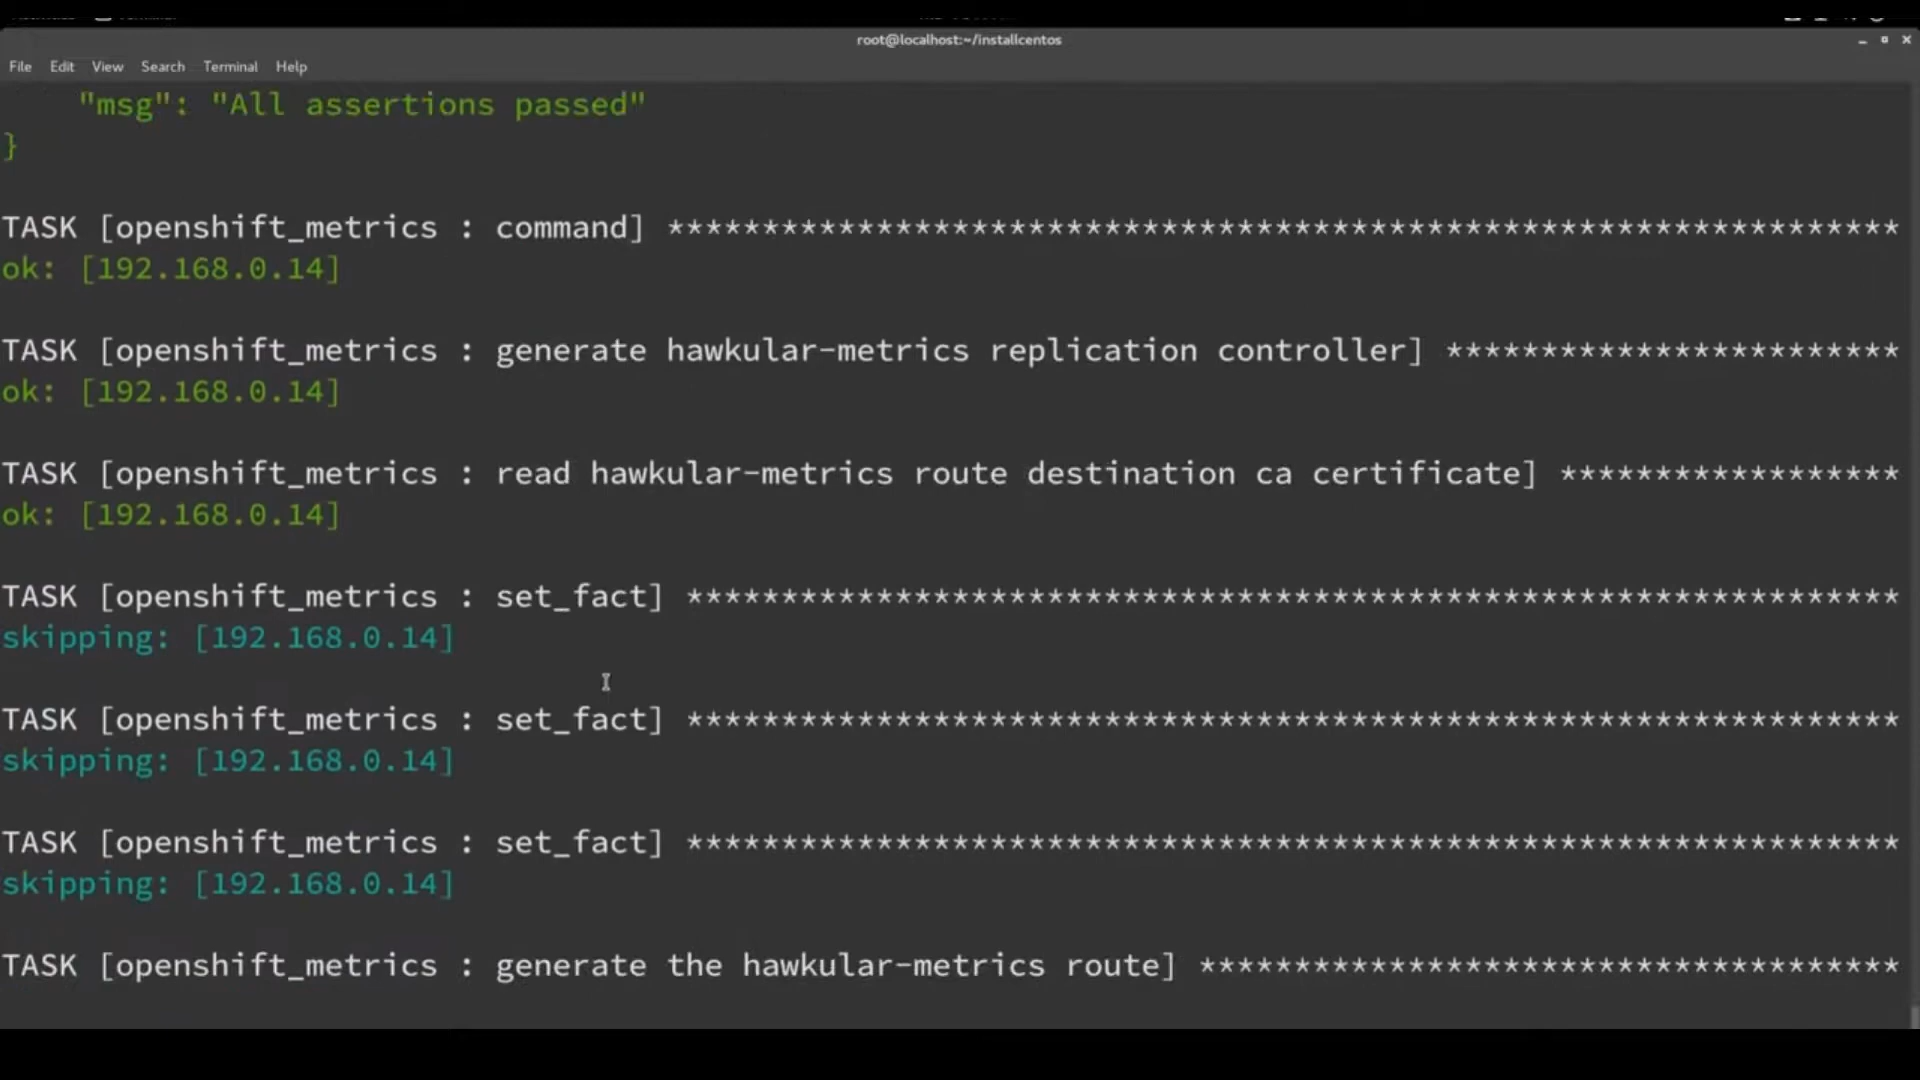 root@localhost:~/installcentos
File Edit View Search Terminal Help
"msg": "All assertions passed"
}
TASK [openshift_metrics : command] *****************************************************************
ok: [192.168.0.14]
TASK [openshift_metrics : generate hawkular-metrics replication controller] ************************
ok: [192.168.0.14]
TASK [openshift_metrics : read hawkular-metrics route destination ca certificate] ******************
ok: [192.168.0.14]
TASK [openshift_metrics : set_fact] ****************************************************************
skipping: [192.168.0.14]
TASK [openshift_metrics : set_fact] ****************************************************************
skipping: [192.168.0.14]
TASK [openshift_metrics : set_fact] ****************************************************************
skipping: [192.168.0.14]
TASK [openshift_metrics : generate the hawkular-metrics route] *************************************